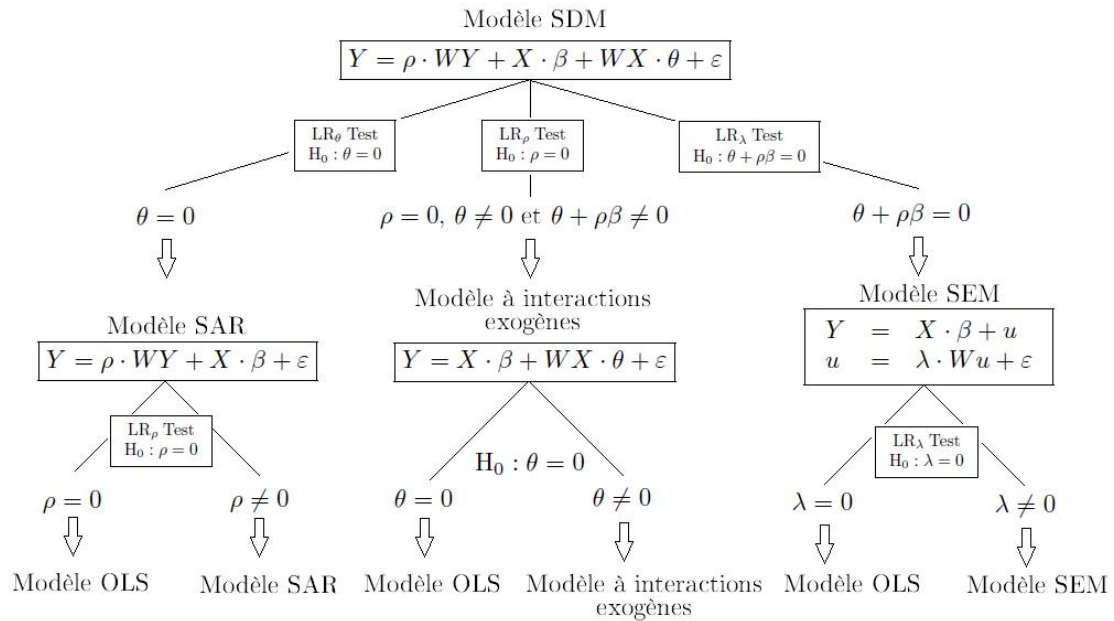 Modèle SDM
Y = ρ · WY + X · β + WX · θ + ε
LRθ Test
H0 : θ = 0
LRρ Test
H0 : ρ = 0
LRλ Test
H0 : θ + ρβ = 0
θ = 0
ρ = 0, θ ≠ 0 et θ + ρβ ≠ 0
θ + ρβ = 0
Modèle SAR
Y = ρ · WY + X · β + ε
Modèle à interactions
exogènes
Y = X · β + WX · θ + ε
Modèle SEM
Y = X · β + u
u = λ · Wu + ε
LRρ Test
H0 : ρ = 0
H0 : θ = 0
LRλ Test
H0 : λ = 0
ρ = 0
ρ ≠ 0
θ = 0
θ ≠ 0
λ = 0
λ ≠ 0
Modèle OLS
Modèle SAR
Modèle OLS
Modèle à interactions
exogènes
Modèle OLS
Modèle SEM